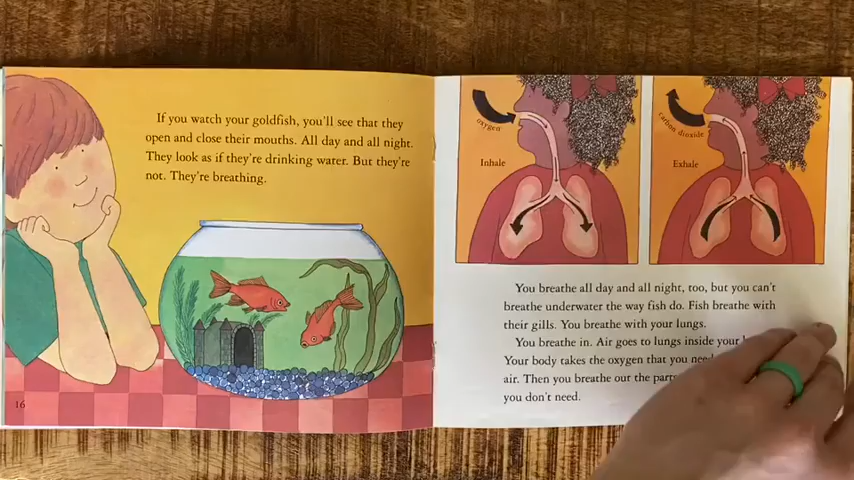 If you watch your goldfish, you'll see that they
open and close their mouths. All day and all night.
They look as if they're drinking water. But they're
not. They're breathing.
16
oxygen
Inhale
carbon dioxide
Exhale
You breathe all day and all night, too, but you can't
breathe underwater the way fish do. Fish breathe with
their gills. You breathe with your lungs.
You breathe in. Air goes to lungs inside your
Your body takes the oxygen that you need
air. Then you breathe out the parts
you don't need.